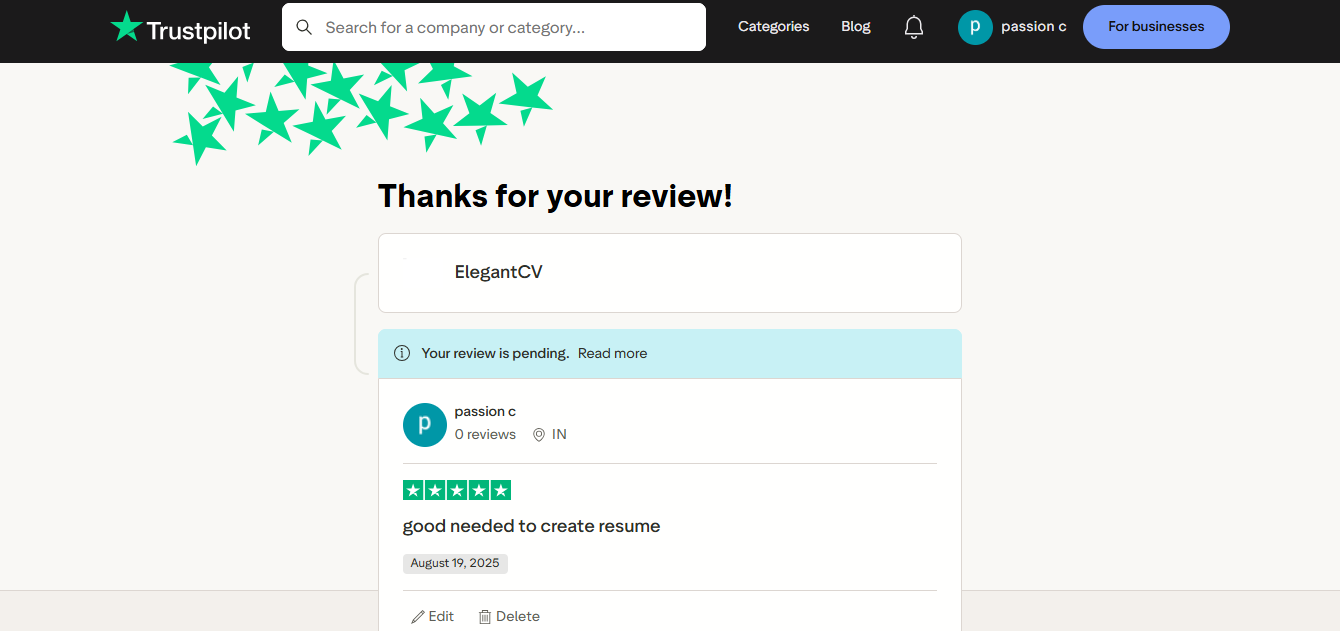 Trustpilot
Search for a company or category...
Categories
Blog
p
passion c
For businesses
Thanks for your review!
ElegantCV
Your review is pending. Read more
p
passion c
0 reviews IN
good needed to create resume
August 19, 2025
Edit Delete